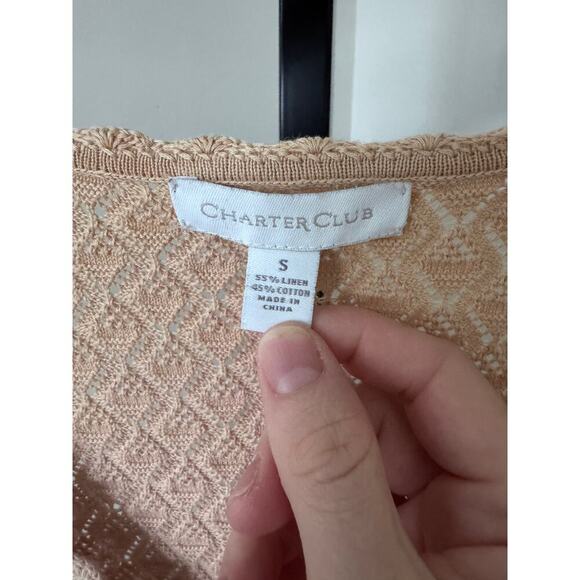 CHARTER CLUB
S
55% LINEN
45% COTTON
MADE IN
CHINA